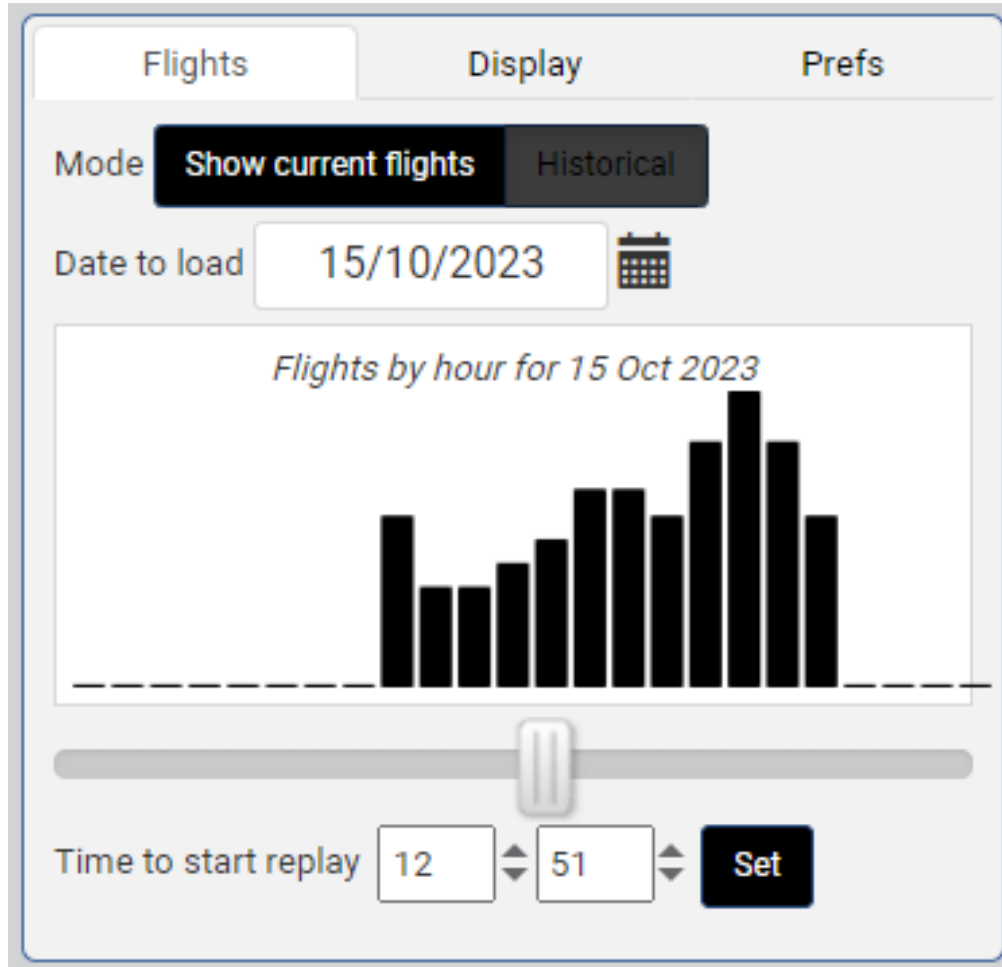 Flights Display Prefs
Mode Show current flights Historical
Date to load 15/10/2023
Flights by hour for 15 Oct 2023
Time to start replay 12 51 Set